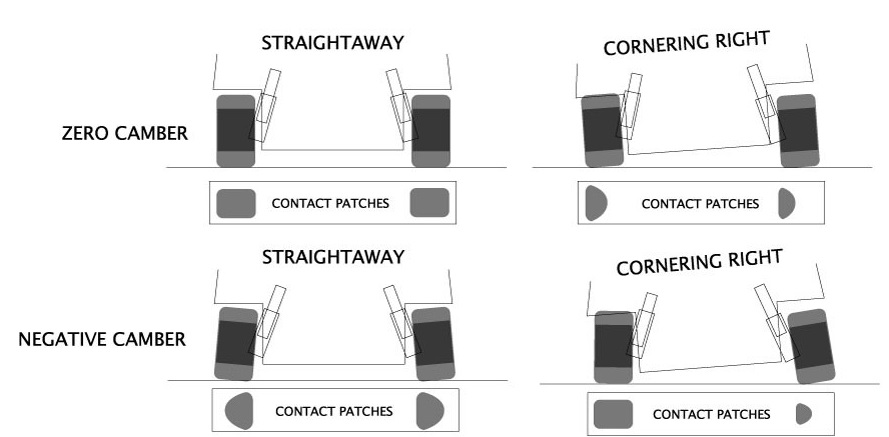 STRAIGHTAWAY
CORNERING RIGHT
ZERO CAMBER
CONTACT PATCHES
CONTACT PATCHES
STRAIGHTAWAY
CORNERING RIGHT
NEGATIVE CAMBER
CONTACT PATCHES
CONTACT PATCHES